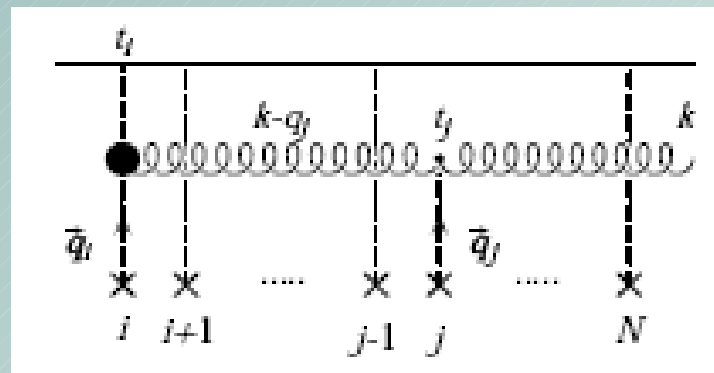 t_i
k-q_j t_j k
q⃗_i q⃗_j
..... .....
i i+1 j-1 j N